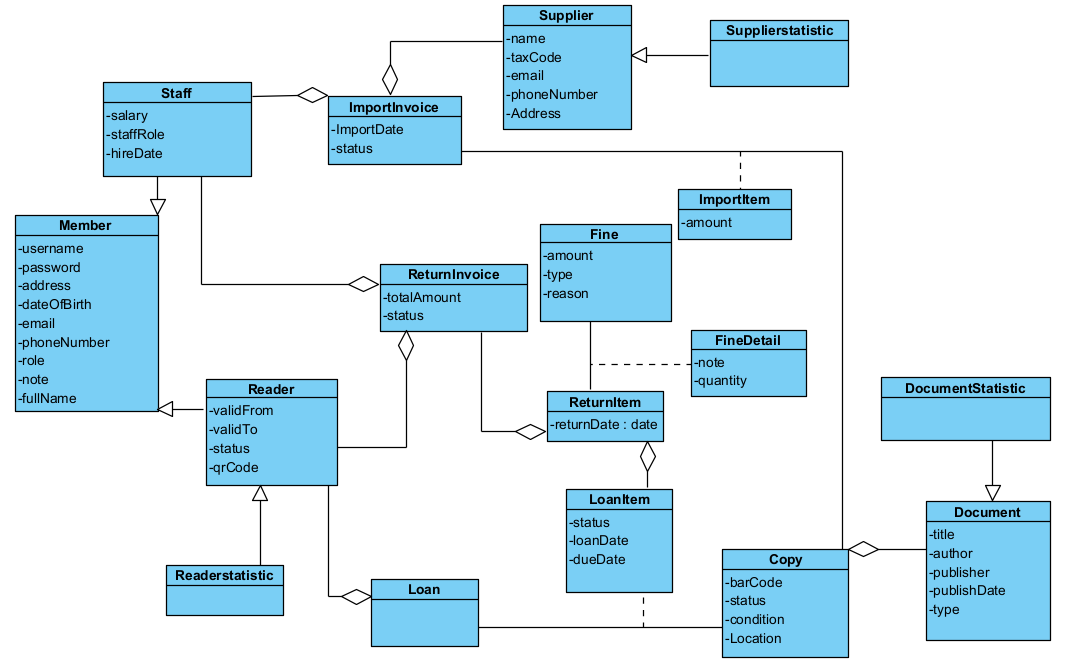 Supplier
-name
-taxCode
-email
-phoneNumber
-Address
Supplierstatistic
Staff
-salary
-staffRole
-hireDate
ImportInvoice
-ImportDate
-status
ImportItem
-amount
Member
-username
-password
-address
-dateOfBirth
-email
-phoneNumber
-role
-note
-fullName
Fine
-amount
-type
-reason
ReturnInvoice
-totalAmount
-status
FineDetail
-note
-quantity
Reader
-validFrom
-validTo
-status
-qrCode
ReturnItem
-returnDate : date
DocumentStatistic
LoanItem
-status
-loanDate
-dueDate
Document
-title
-author
-publisher
-publishDate
-type
Readerstatistic
Loan
Copy
-barCode
-status
-condition
-Location